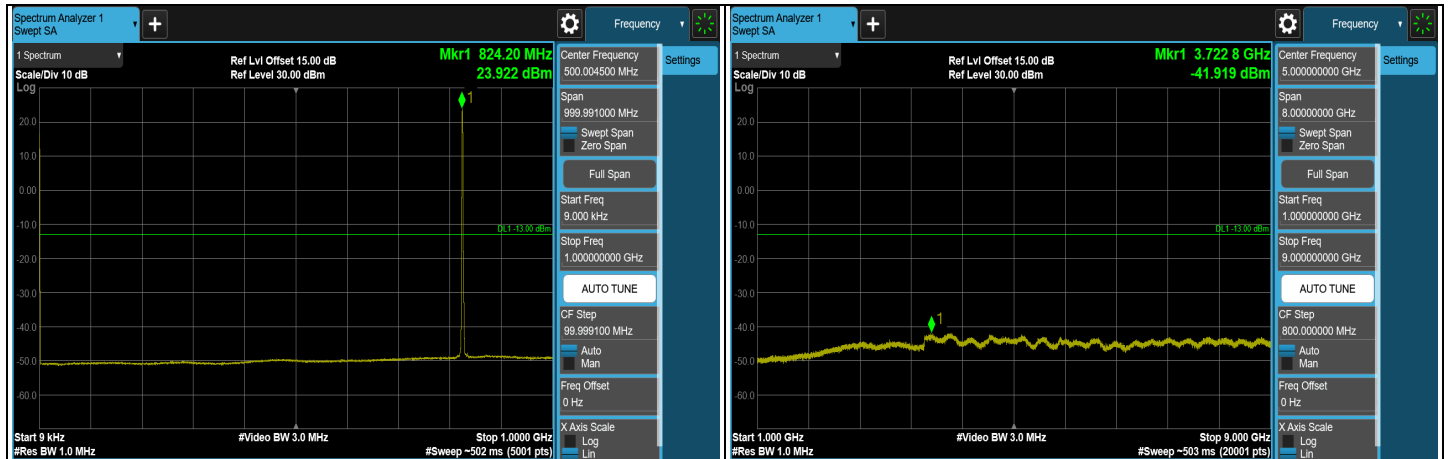 Spectrum Analyzer 1
Swept SA
+
Frequency
1 Spectrum
Ref Lvl Offset 15.00 dB
Mkr1 824.20 MHz
Scale/Div 10 dB
Ref Level 30.00 dBm
23.922 dBm
Log
1
20.0
10.0
0.00
-10.0
DL1 -13.00 dBm
-20.0
-30.0
-40.0
-50.0
-60.0
Start 9 kHz
#Video BW 3.0 MHz
Stop 1.0000 GHz
#Res BW 1.0 MHz
#Sweep ~502 ms (5001 pts)
Center Frequency
500.004500 MHz
Settings
Span
999.991000 MHz
Swept Span
Zero Span
Full Span
Start Freq
9.000 kHz
Stop Freq
1.000000000 GHz
AUTO TUNE
CF Step
99.999100 MHz
Auto
Man
Freq Offset
0 Hz
X Axis Scale
Log
Lin
Spectrum Analyzer 1
Swept SA
+
Frequency
1 Spectrum
Ref Lvl Offset 15.00 dB
Mkr1 3.722 8 GHz
Scale/Div 10 dB
Ref Level 30.00 dBm
-41.919 dBm
Log
20.0
10.0
0.00
-10.0
DL1 -13.00 dBm
-20.0
-30.0
-40.0
1
-50.0
-60.0
Start 1.000 GHz
#Video BW 3.0 MHz
Stop 9.000 GHz
#Res BW 1.0 MHz
#Sweep ~503 ms (20001 pts)
Center Frequency
5.000000000 GHz
Settings
Span
8.00000000 GHz
Swept Span
Zero Span
Full Span
Start Freq
1.000000000 GHz
Stop Freq
9.000000000 GHz
AUTO TUNE
CF Step
800.000000 MHz
Auto
Man
Freq Offset
0 Hz
X Axis Scale
Log
Lin